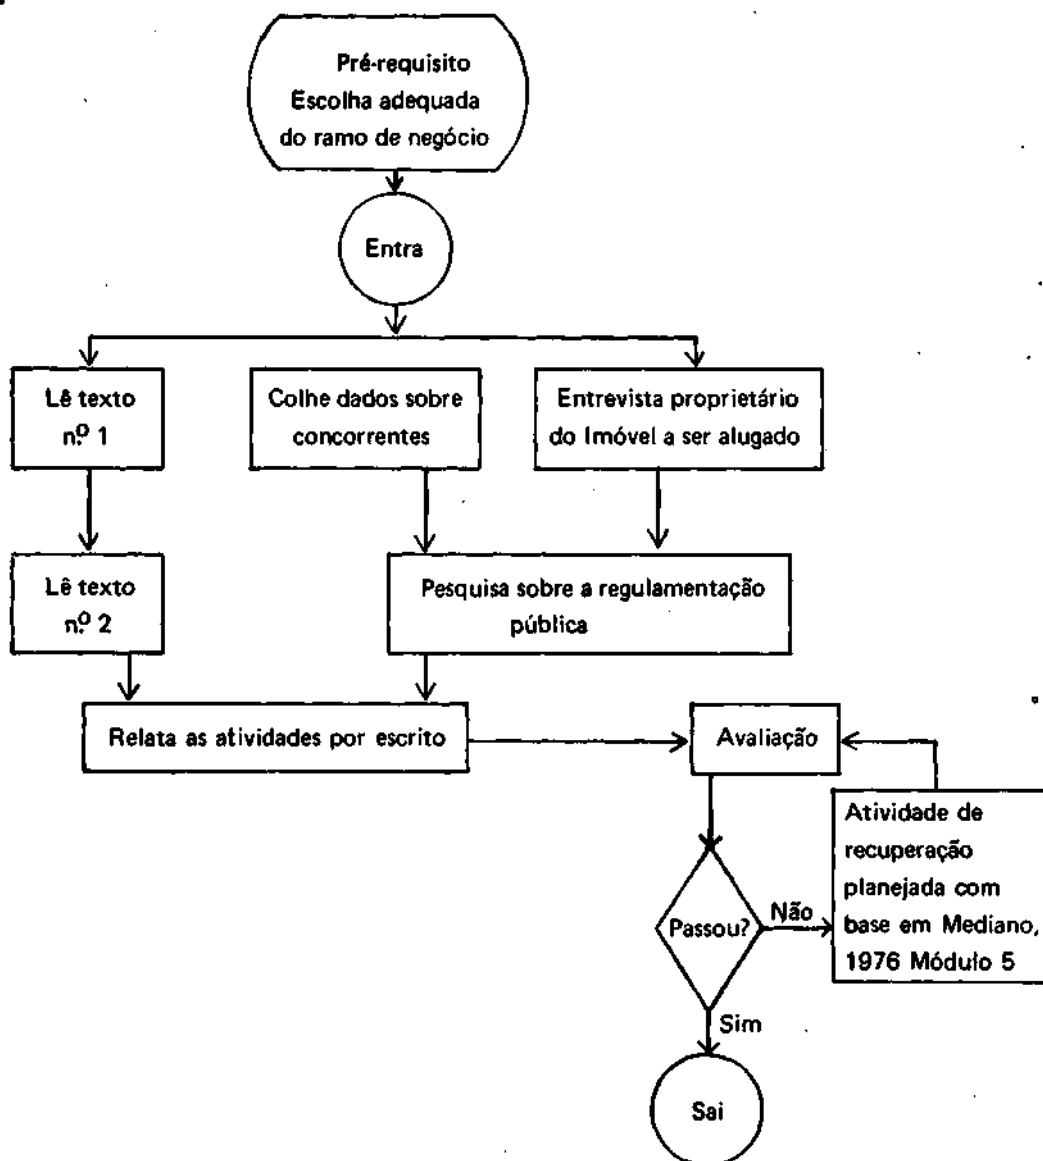 Pré-requisito
Escolha adequada
do ramo de negócio
Entra
Lê texto
n.º 1
Colhe dados sobre
concorrentes
Entrevista proprietário
do Imóvel a ser alugado
Lê texto
n.º 2
Pesquisa sobre a regulamentação
pública
Relata as atividades por escrito
Avaliação
Atividade de
recuperação
planejada com
base em Mediano,
1976 Módulo 5
Passou?
Não
Sim
Sai